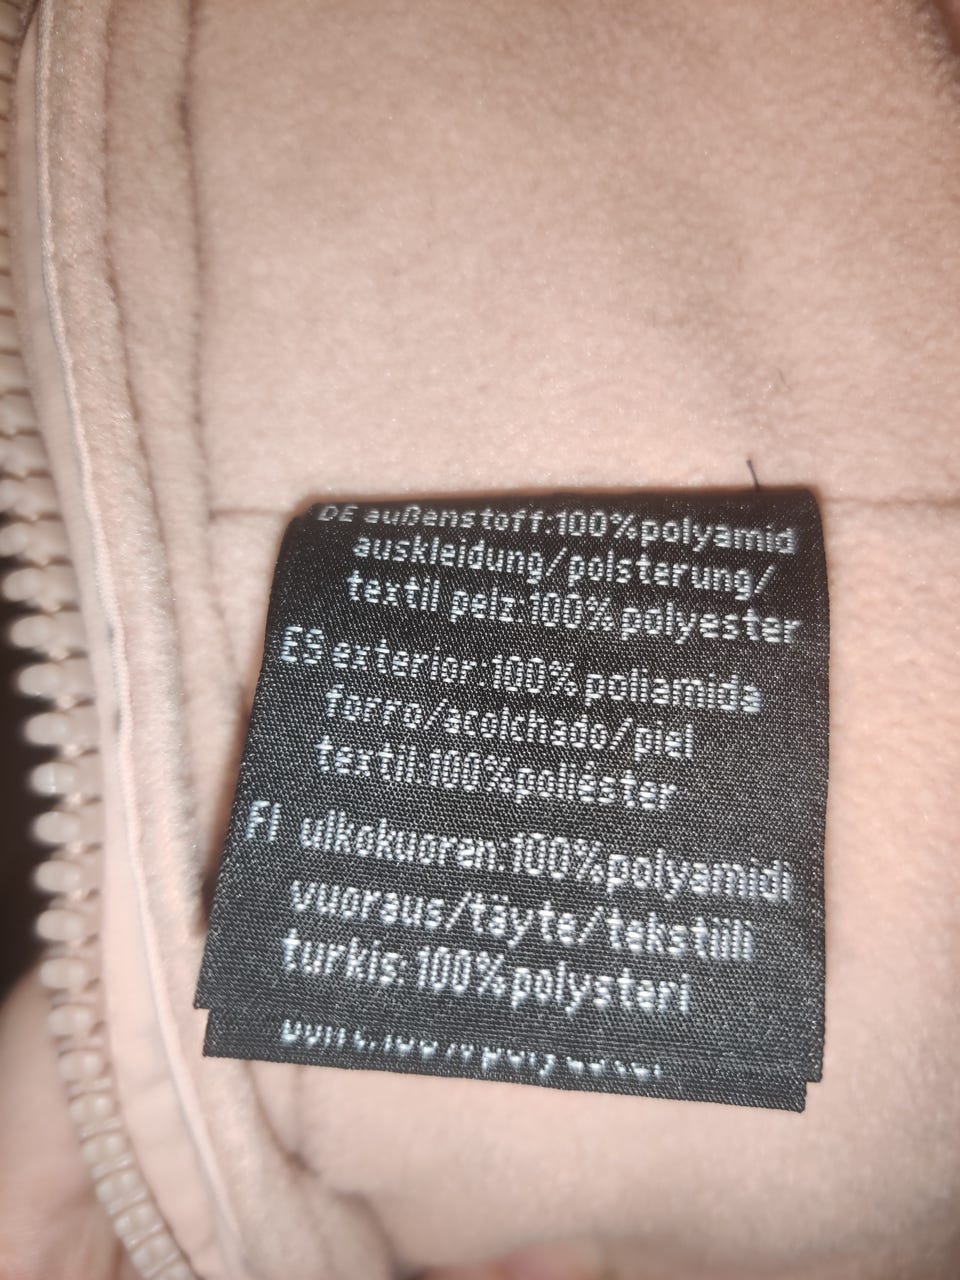 DE außenstoff:100%polyamid
auskleidung/polsterung/
textil pelz:100%polyester
ES exterior:100%poliamida
forro/acolchado/piel
textil:100%poliéster
FI ulkokuoren:100%polyamidi
vuoraus/täyte/tekstiili
turkis:100%polysteri